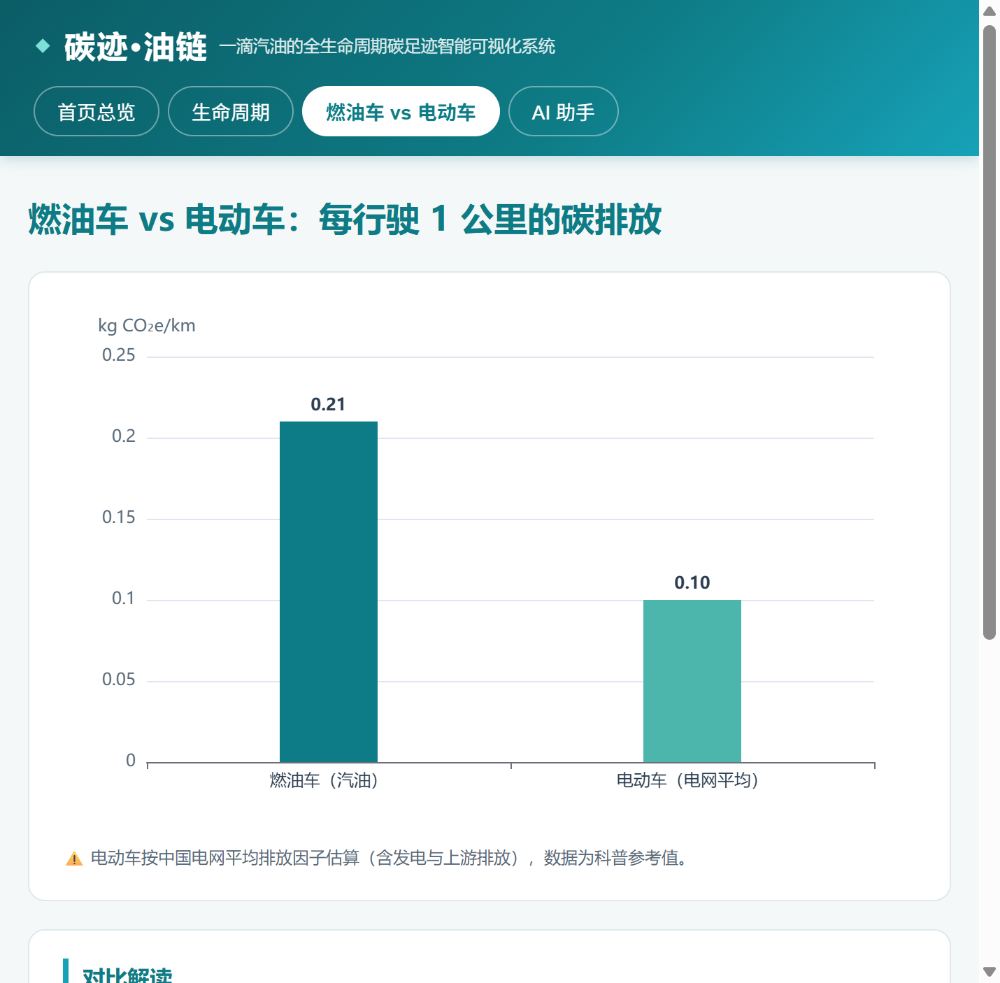 碳迹•油链 一滴汽油的全生命周期碳足迹智能可视化系统
首页总览 生命周期 燃油车 vs 电动车 AI 助手
燃油车 vs 电动车：每行驶 1 公里的碳排放
kg CO₂e/km
0.25
0.21
0.2
0.15
0.10
0.1
0.05
0
燃油车（汽油） 电动车（电网平均）
电动车按中国电网平均排放因子估算（含发电与上游排放），数据为科普参考值。
对比解读